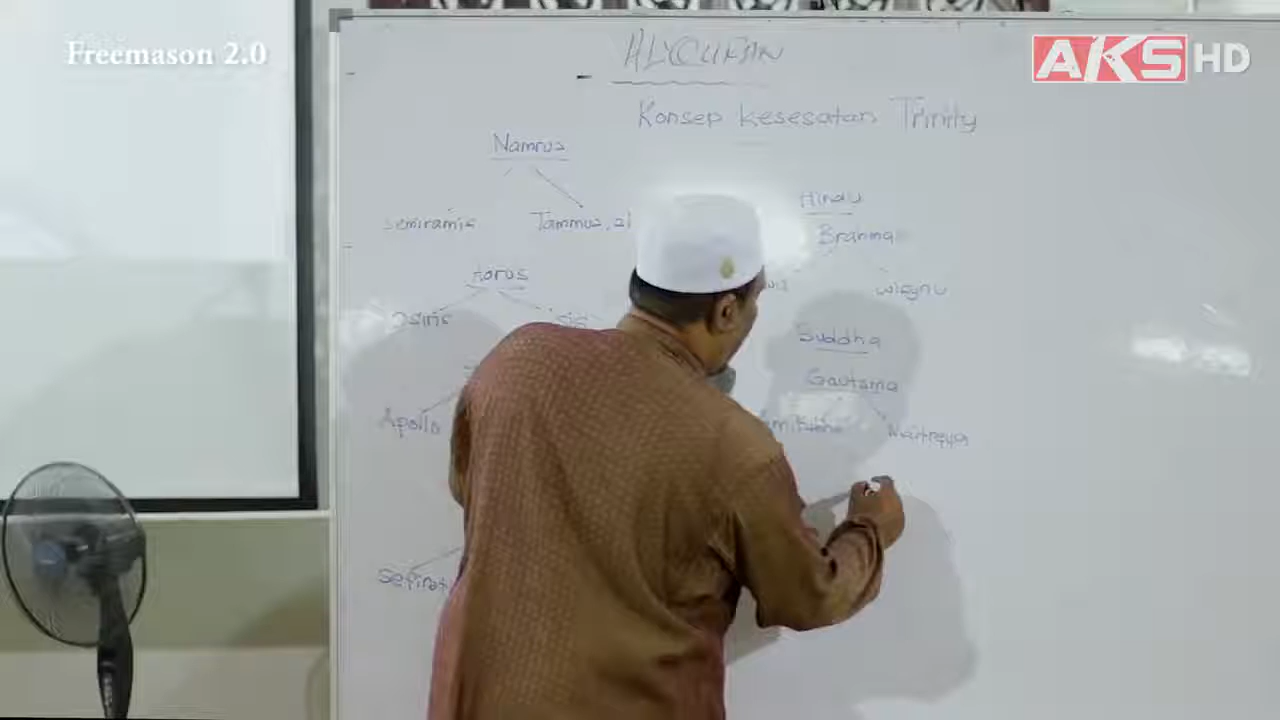 Freemason 2.0
AKS HD
ALQURAN
Konsep Kesesatan Trinity
Namrus
Semiramis
Tammus, al
Horus
Osiris
Apollo
Hindu
Brahma
Wisynu
Buddha
Gautama
Maitreya